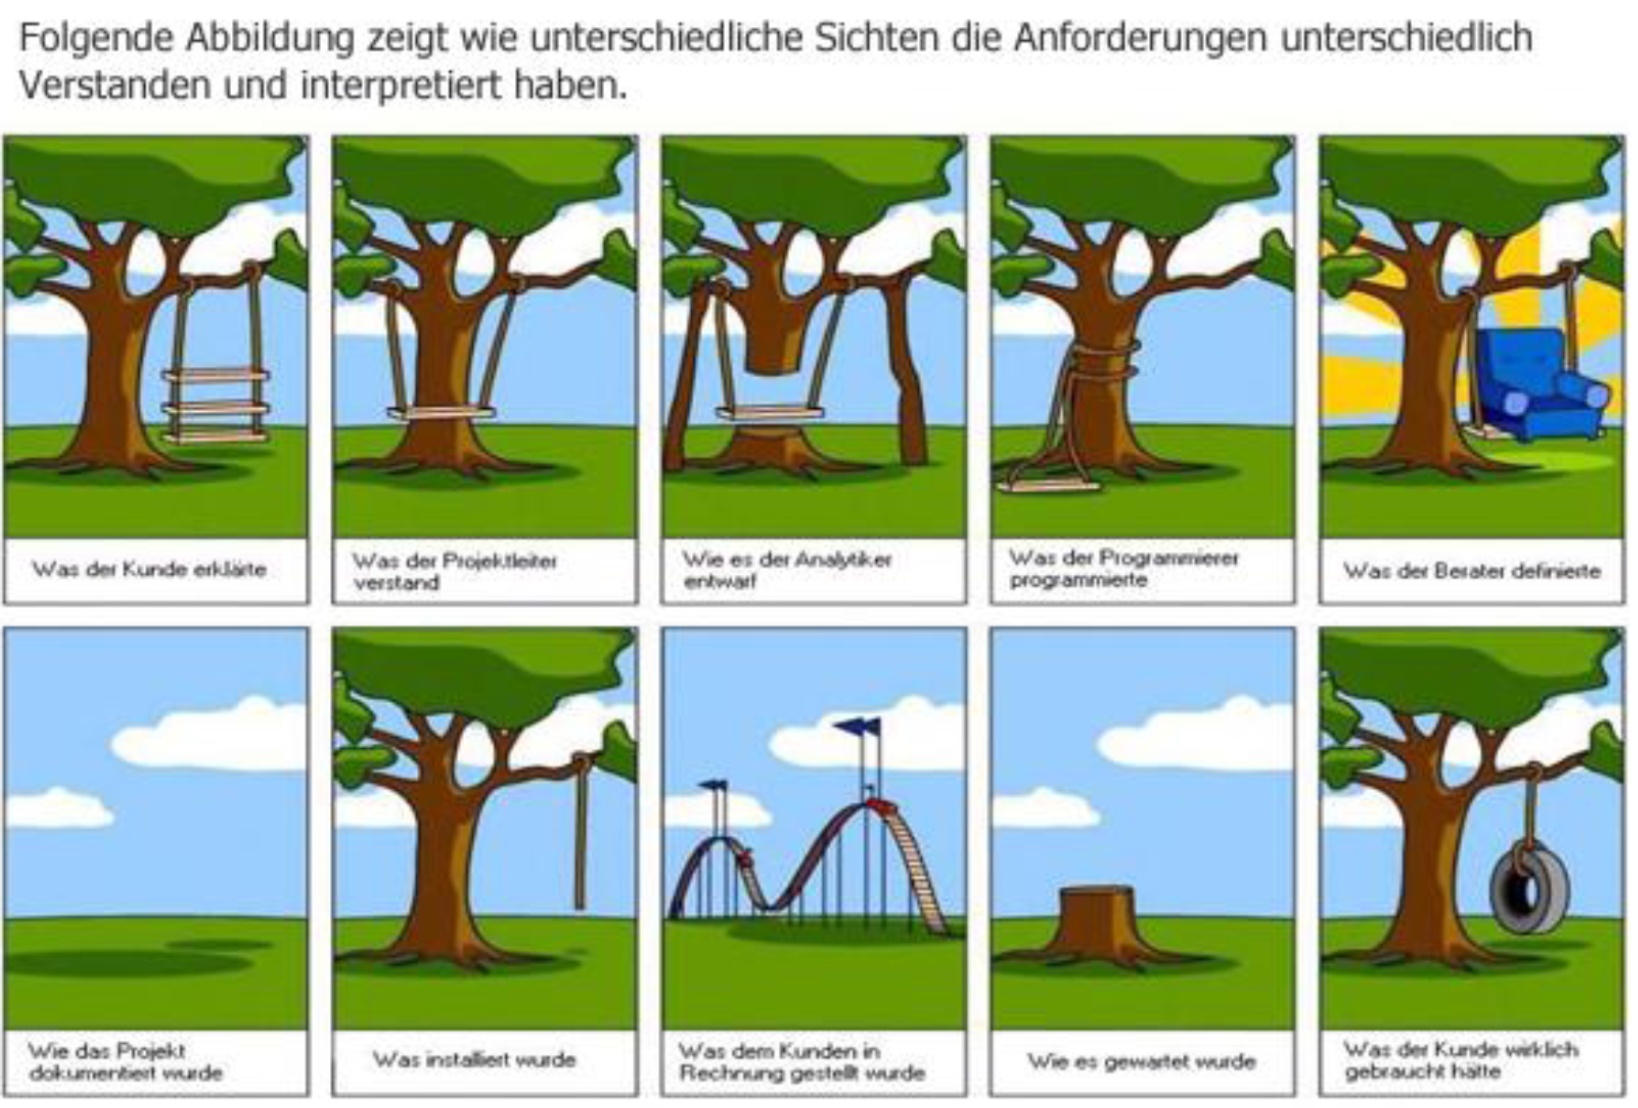 Folgende Abbildung zeigt wie unterschiedliche Sichten die Anforderungen unterschiedlich
Verstanden und interpretiert haben.
Was der Kunde erklärte
Was der Projektleiter
verstand
Wie es der Analytiker
entwarf
Was der Programmierer
programmierte
Was der Berater definierte
Wie das Projekt
dokumentiert wurde
Was installiert wurde
Was dem Kunden in
Rechnung gestellt wurde
Wie es gewartet wurde
Was der Kunde wirklich
gebraucht hätte